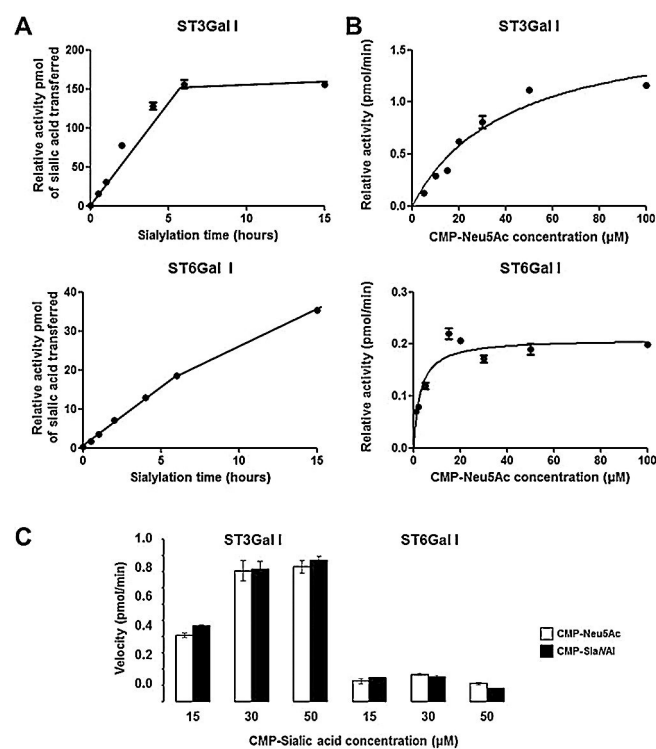 A
ST3Gal I
Relative activity pmol
of slalic acid transferred
200
150
100
50
0
0
5
10
15
Sialylation time (hours)
B
ST3Gal I
Relative activity (pmol/min)
1.5
1.0
0.5
0.0
0
20
40
60
80
100
CMP-Neu5Ac concentration (µM)
ST6Gal I
Relative activity pmol
of slalic acid transferred
40
30
20
10
0
0
5
10
15
Sialylation time (hours)
ST6Gal I
Relative activity (pmol/min)
0.3
0.2
0.1
0.0
0
20
40
60
80
100
CMP-Neu5Ac concentration (µM)
C
ST3Gal I
ST6Gal I
Velocity (pmol/min)
1.0
0.8
0.6
0.4
0.2
0.0
15
30
50
15
30
50
CMP-Sialic acid concentration (µM)
CMP-Neu5Ac
CMP-SiaNAl